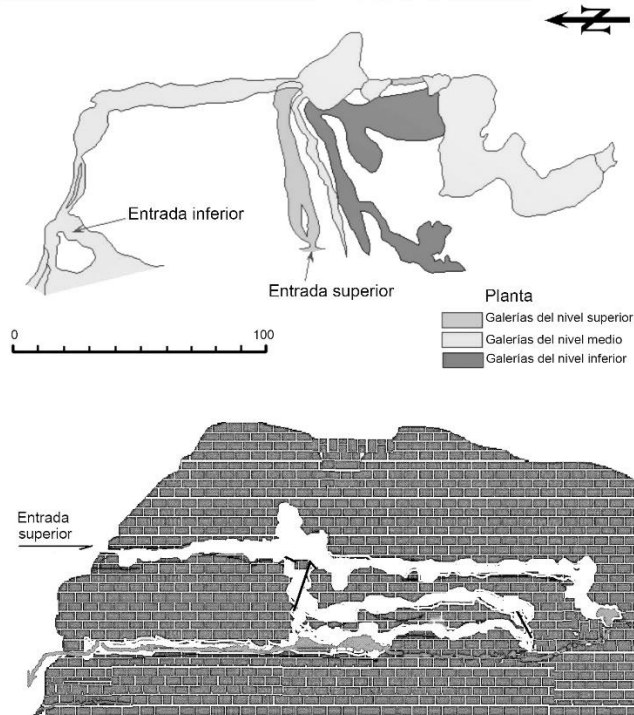 N
Entrada inferior
Entrada superior
Planta
Galerías del nivel superior
Galerías del nivel medio
Galerías del nivel inferior
0 100
Entrada
superior